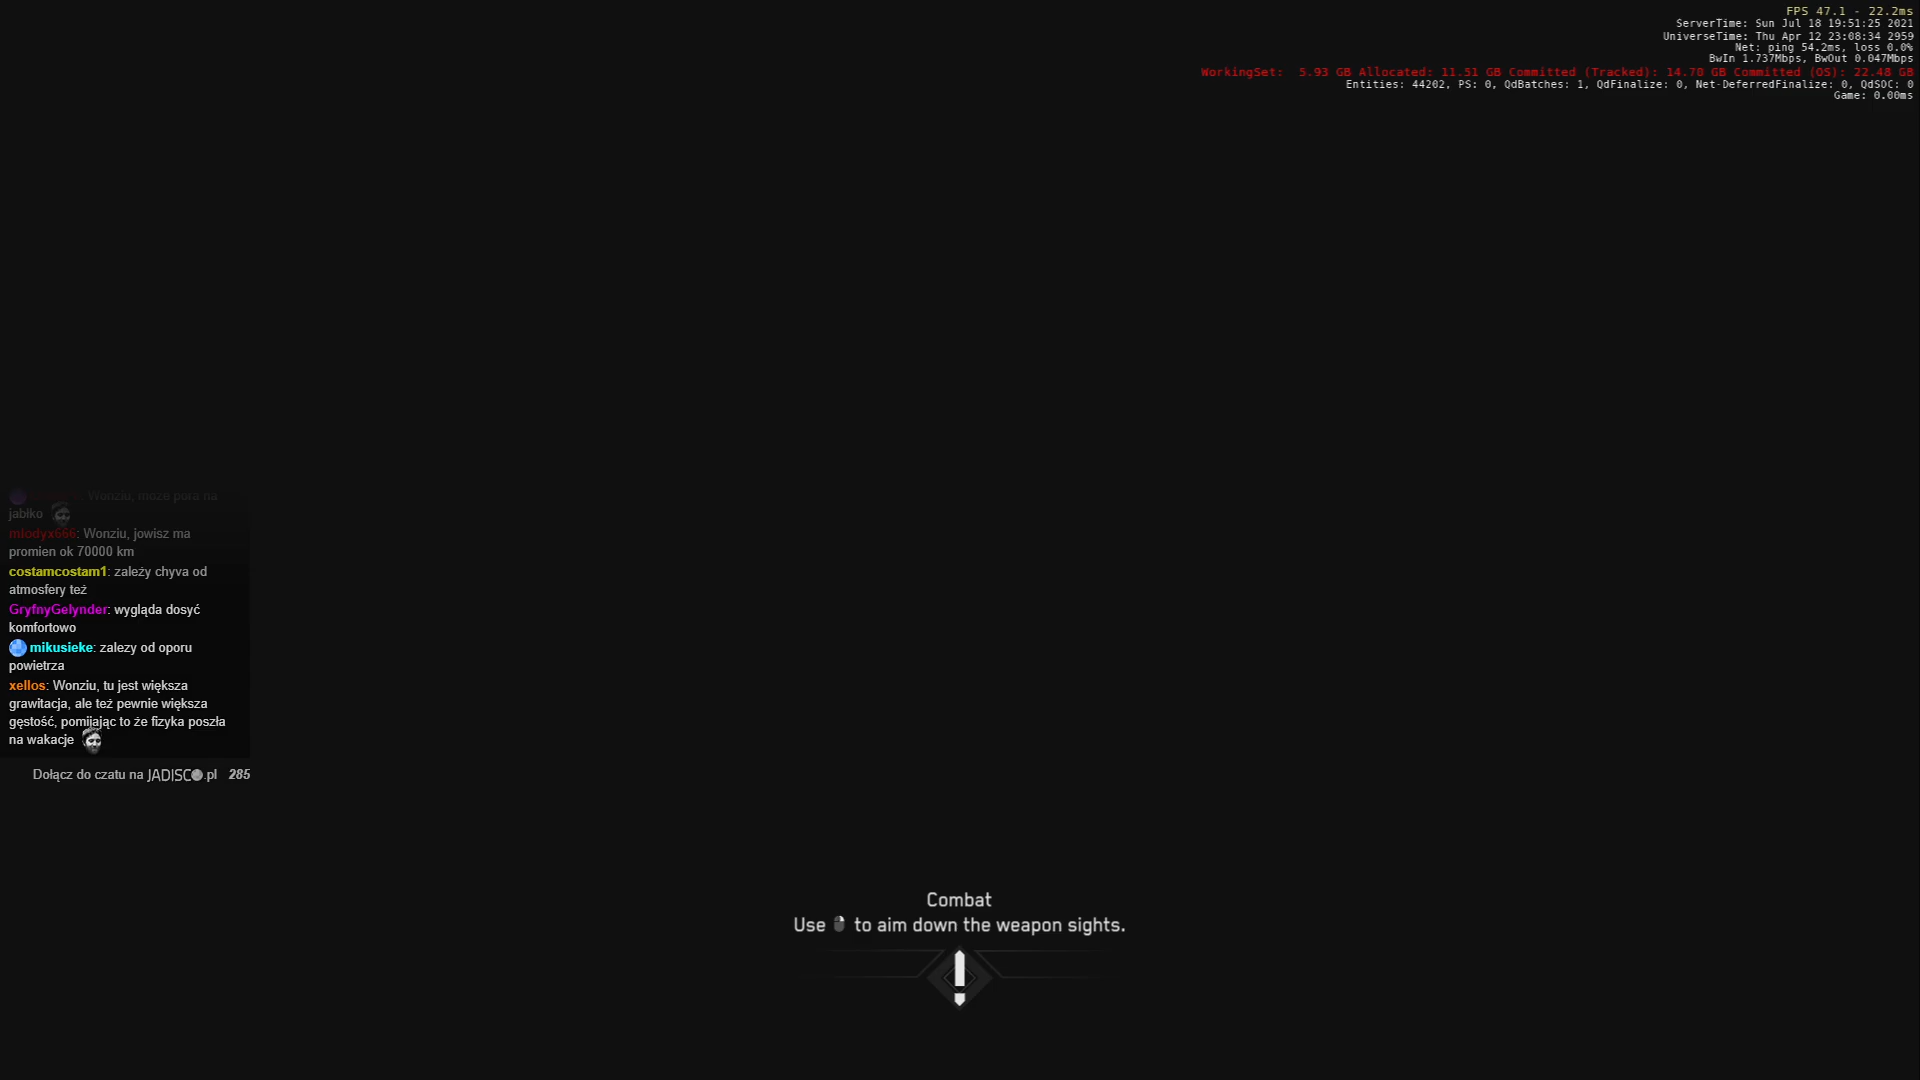 FPS 47.1 - 22.2ms
ServerTime: Sun Jul 18 19:51:25 2021
UniverseTime: Thu Apr 12 23:08:34 2959
Net: ping 54.2ms, loss 0.0%
BwIn 1.737Mbps, BwOut 0.047Mbps
WorkingSet: 5.93 GB Allocated: 11.51 GB Committed (Tracked): 14.70 GB Committed (OS): 22.48 GB
Entities: 44202, PS: 0, QdBatches: 1, QdFinalize: 0, Net-DeferredFinalize: 0, QdSOC: 0
Game: 0.00ms
Wonziu, może pora na
jabłko
mlodyx666: Wonziu, jowisz ma
promien ok 70000 km
costamcostam1: zależy chyva od
atmosfery też
GryfnyGelynder: wygląda dosyć
komfortowo
mikusieke: zalezy od oporu
powietrza
xellos: Wonziu, tu jest większa
grawitacja, ale też pewnie większa
gęstość, pomijając to że fizyka poszła
na wakacje
Dołącz do czatu na JADISCO.pl 285
Combat
Use to aim down the weapon sights.